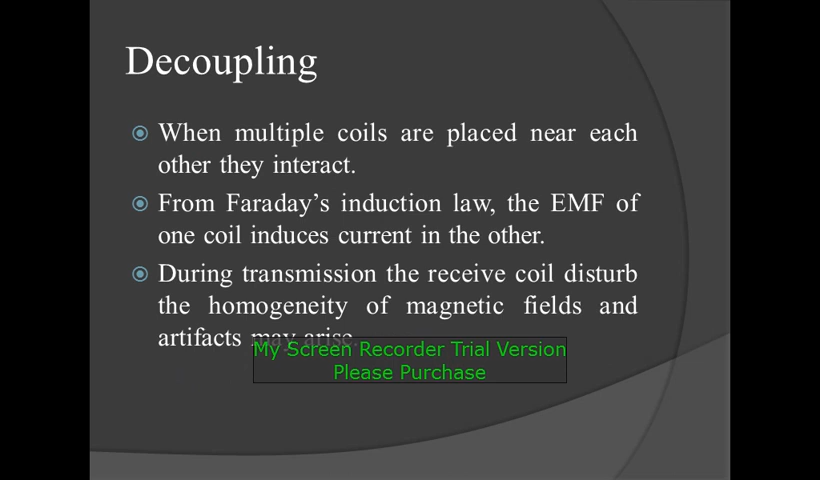 Decoupling
When multiple coils are placed near each
other they interact.
From Faraday’s induction law, the EMF of
one coil induces current in the other.
During transmission the receive coil disturb
the homogeneity of magnetic fields and
artifacts may arise.
My Screen Recorder Trial Version
Please Purchase